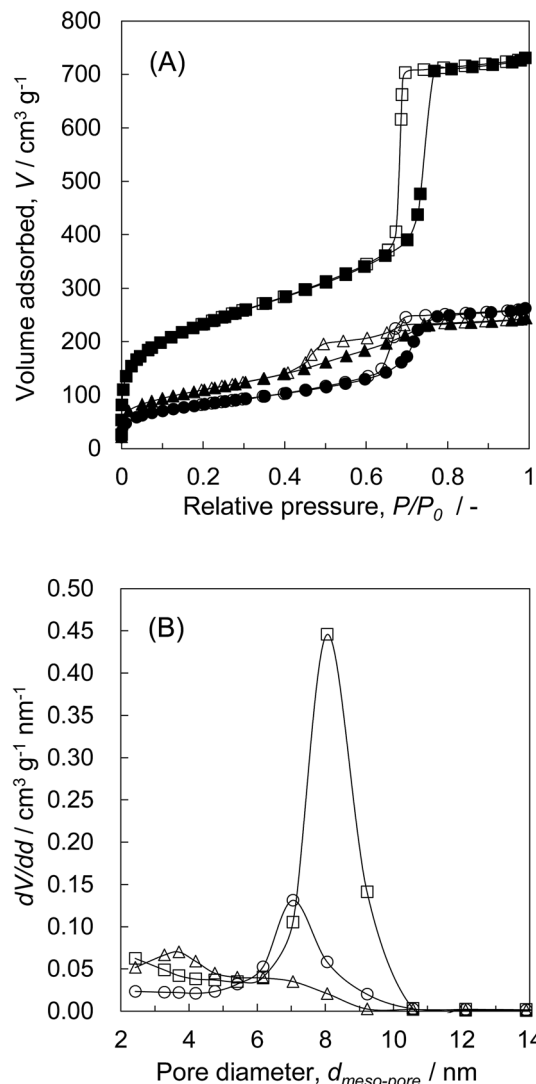 (A)
800
700
600
500
400
300
200
100
0
Volume adsorbed, V / cm³ g⁻¹
0 0.2 0.4 0.6 0.8 1
Relative pressure, P/P₀ / -
(B)
0.50
0.45
0.40
0.35
0.30
0.25
0.20
0.15
0.10
0.05
0.00
dV/dd / cm³ g⁻¹ nm⁻¹
2 4 6 8 10 12 14
Pore diameter, d_meso-pore / nm